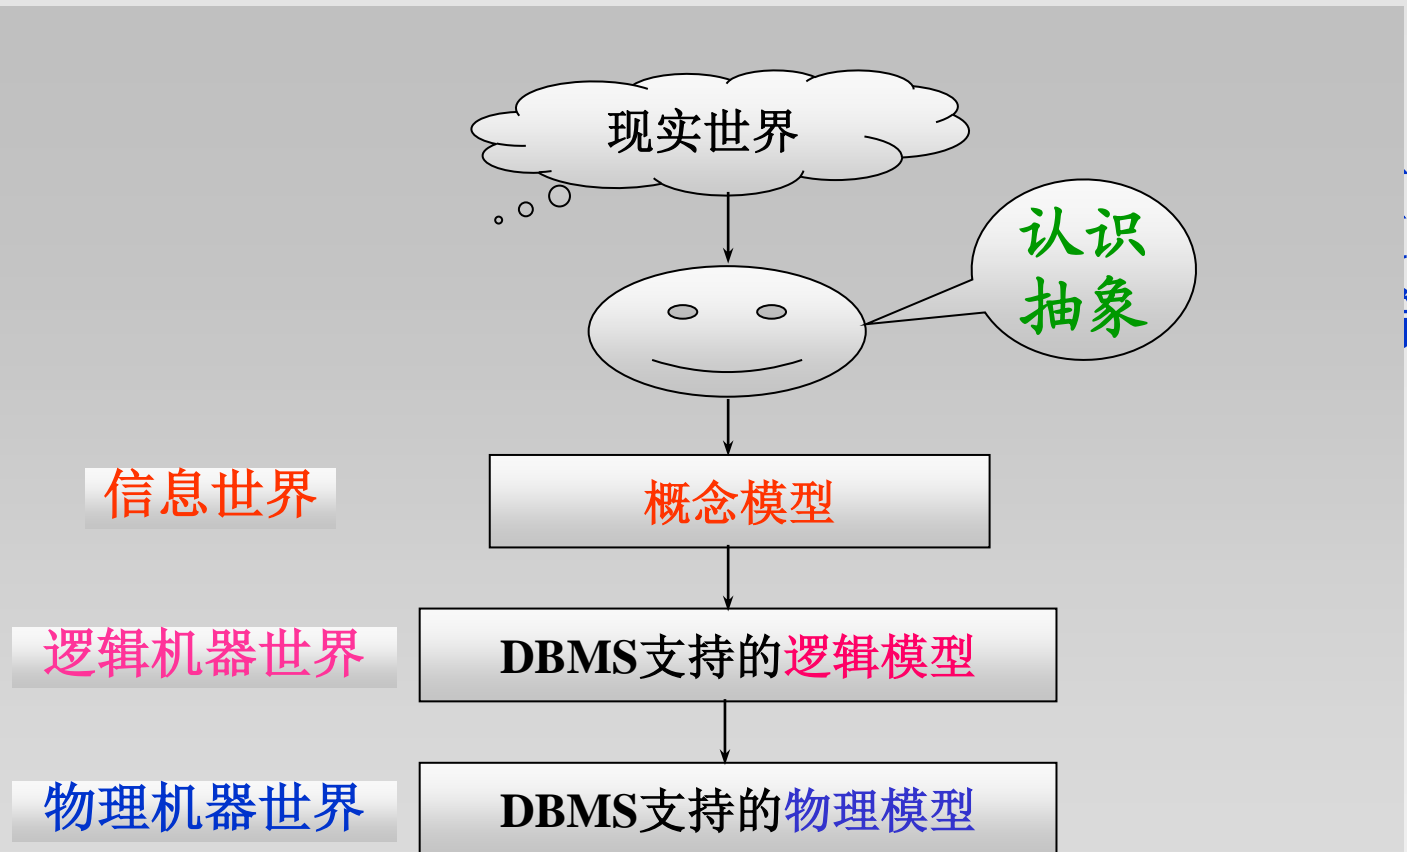 现实世界
认识
抽象
信息世界
概念模型
逻辑机器世界
DBMS支持的逻辑模型
物理机器世界
DBMS支持的物理模型